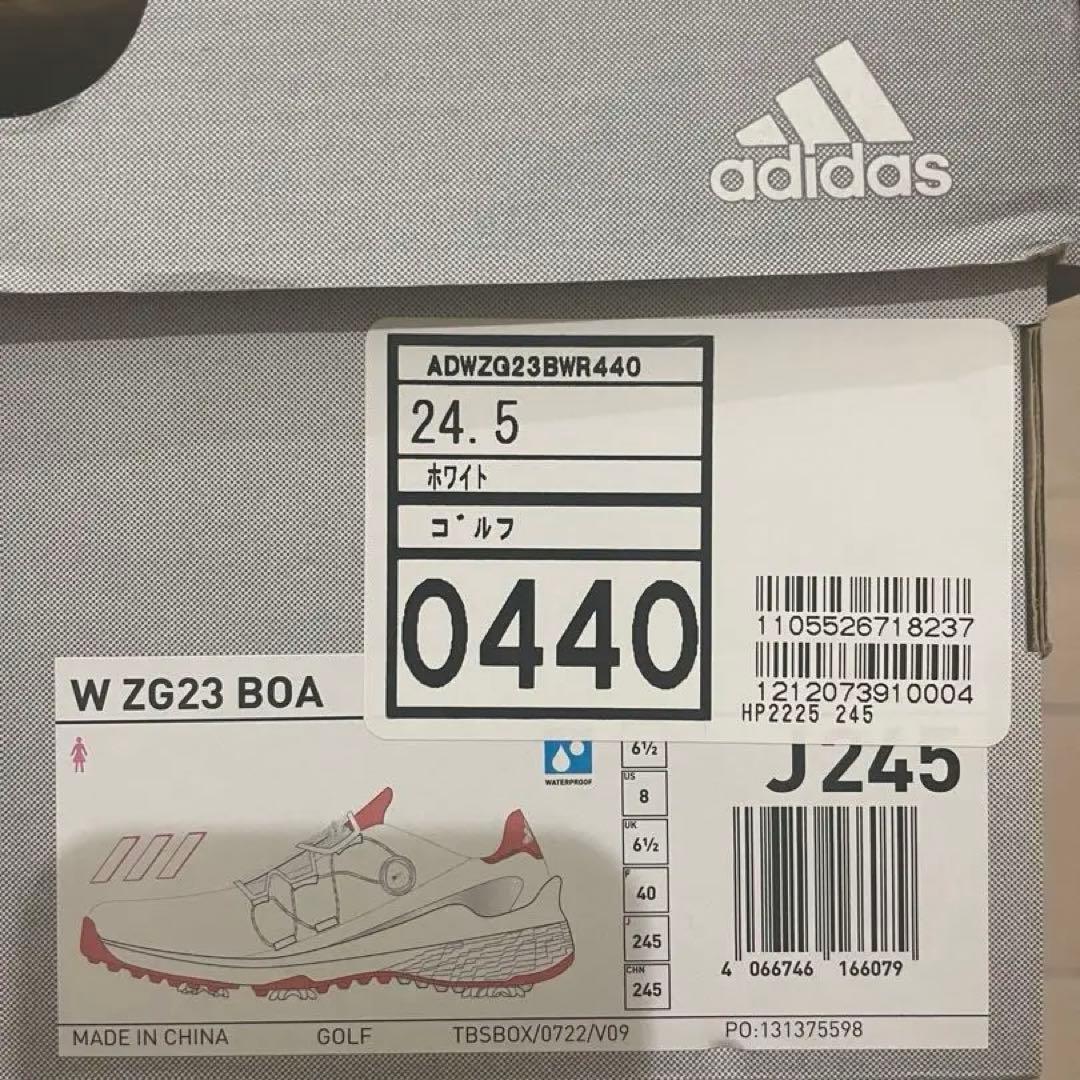 adidas
ADWZG23BWR440
24.5
ホワイト
ゴルフ
0440
1105526718237
1212073910004
HP2225 245
W ZG23 BOA
WATERPROOF
6½
US
8
UK
6½
F
40
J
245
CHN
245
J 245
4 066746 166079
MADE IN CHINA GOLF TBSBOX/0722/V09 PO:131375598